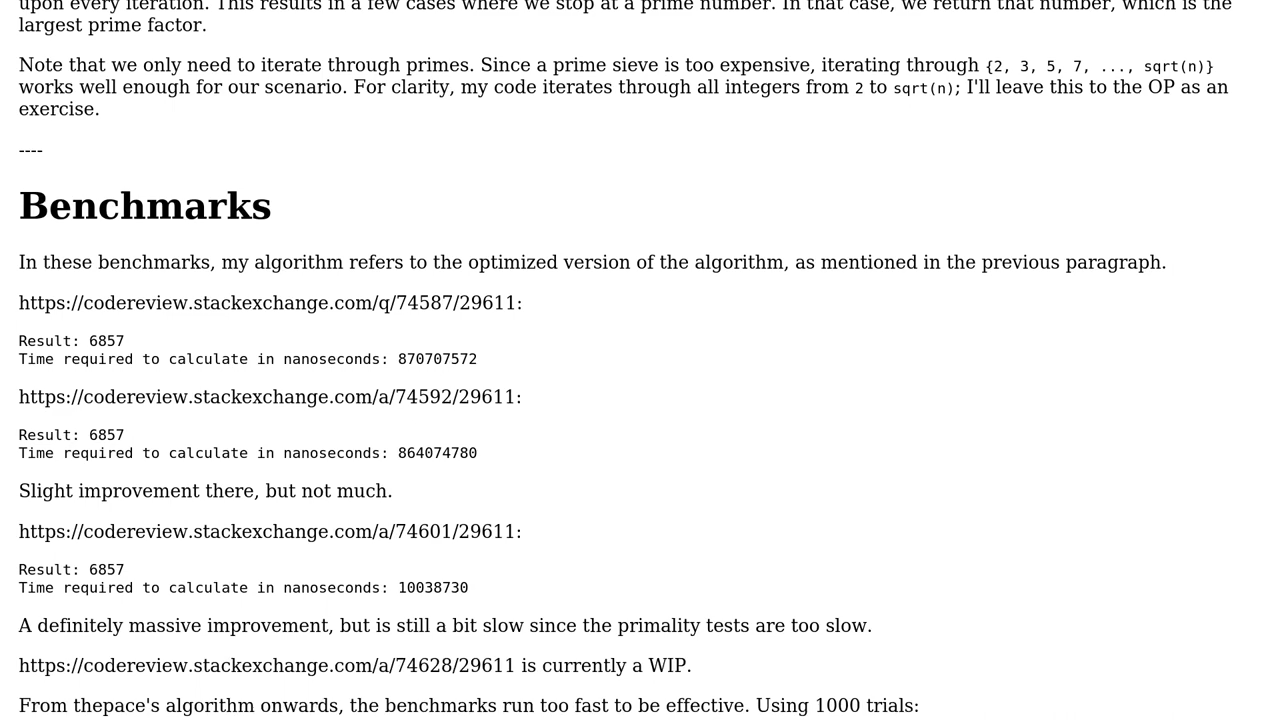 upon every iteration. This results in a few cases where we stop at a prime number. In that case, we return that number, which is the
largest prime factor.
Note that we only need to iterate through primes. Since a prime sieve is too expensive, iterating through {2, 3, 5, 7, ..., sqrt(n)}
works well enough for our scenario. For clarity, my code iterates through all integers from 2 to sqrt(n); I'll leave this to the OP as an
exercise.
----
Benchmarks
In these benchmarks, my algorithm refers to the optimized version of the algorithm, as mentioned in the previous paragraph.
https://codereview.stackexchange.com/q/74587/29611:
Result: 6857
Time required to calculate in nanoseconds: 870707572
https://codereview.stackexchange.com/a/74592/29611:
Result: 6857
Time required to calculate in nanoseconds: 864074780
Slight improvement there, but not much.
https://codereview.stackexchange.com/a/74601/29611:
Result: 6857
Time required to calculate in nanoseconds: 10038730
A definitely massive improvement, but is still a bit slow since the primality tests are too slow.
https://codereview.stackexchange.com/a/74628/29611 is currently a WIP.
From thepace's algorithm onwards, the benchmarks run too fast to be effective. Using 1000 trials: